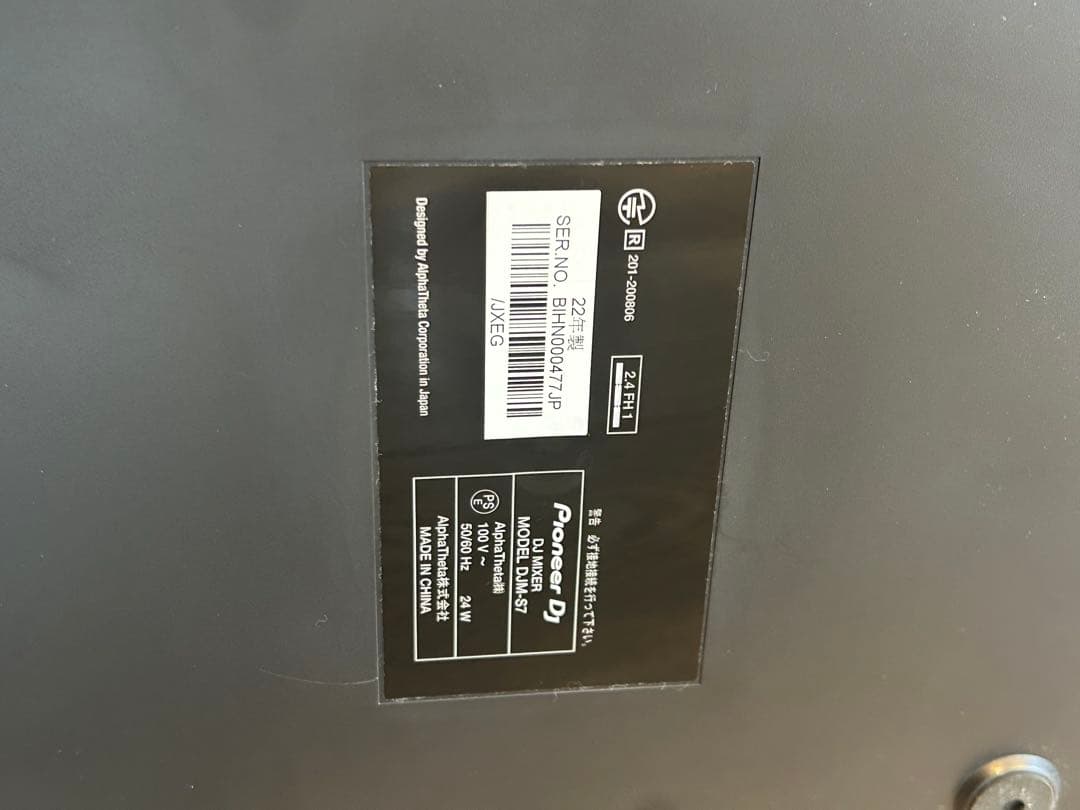 R 201-200806
2.4 FH 1
22年製
SER.NO. BIHN000477JP
/JXEG
Designed by AlphaTheta Corporation in Japan
警告 必ず接地接続を行って下さい。
Pioneer Dj
DJ MIXER
MODEL DJM-S7
PS E
AlphaTheta㈱
100 V ~
50/60 Hz 24 W
AlphaTheta株式会社
MADE IN CHINA